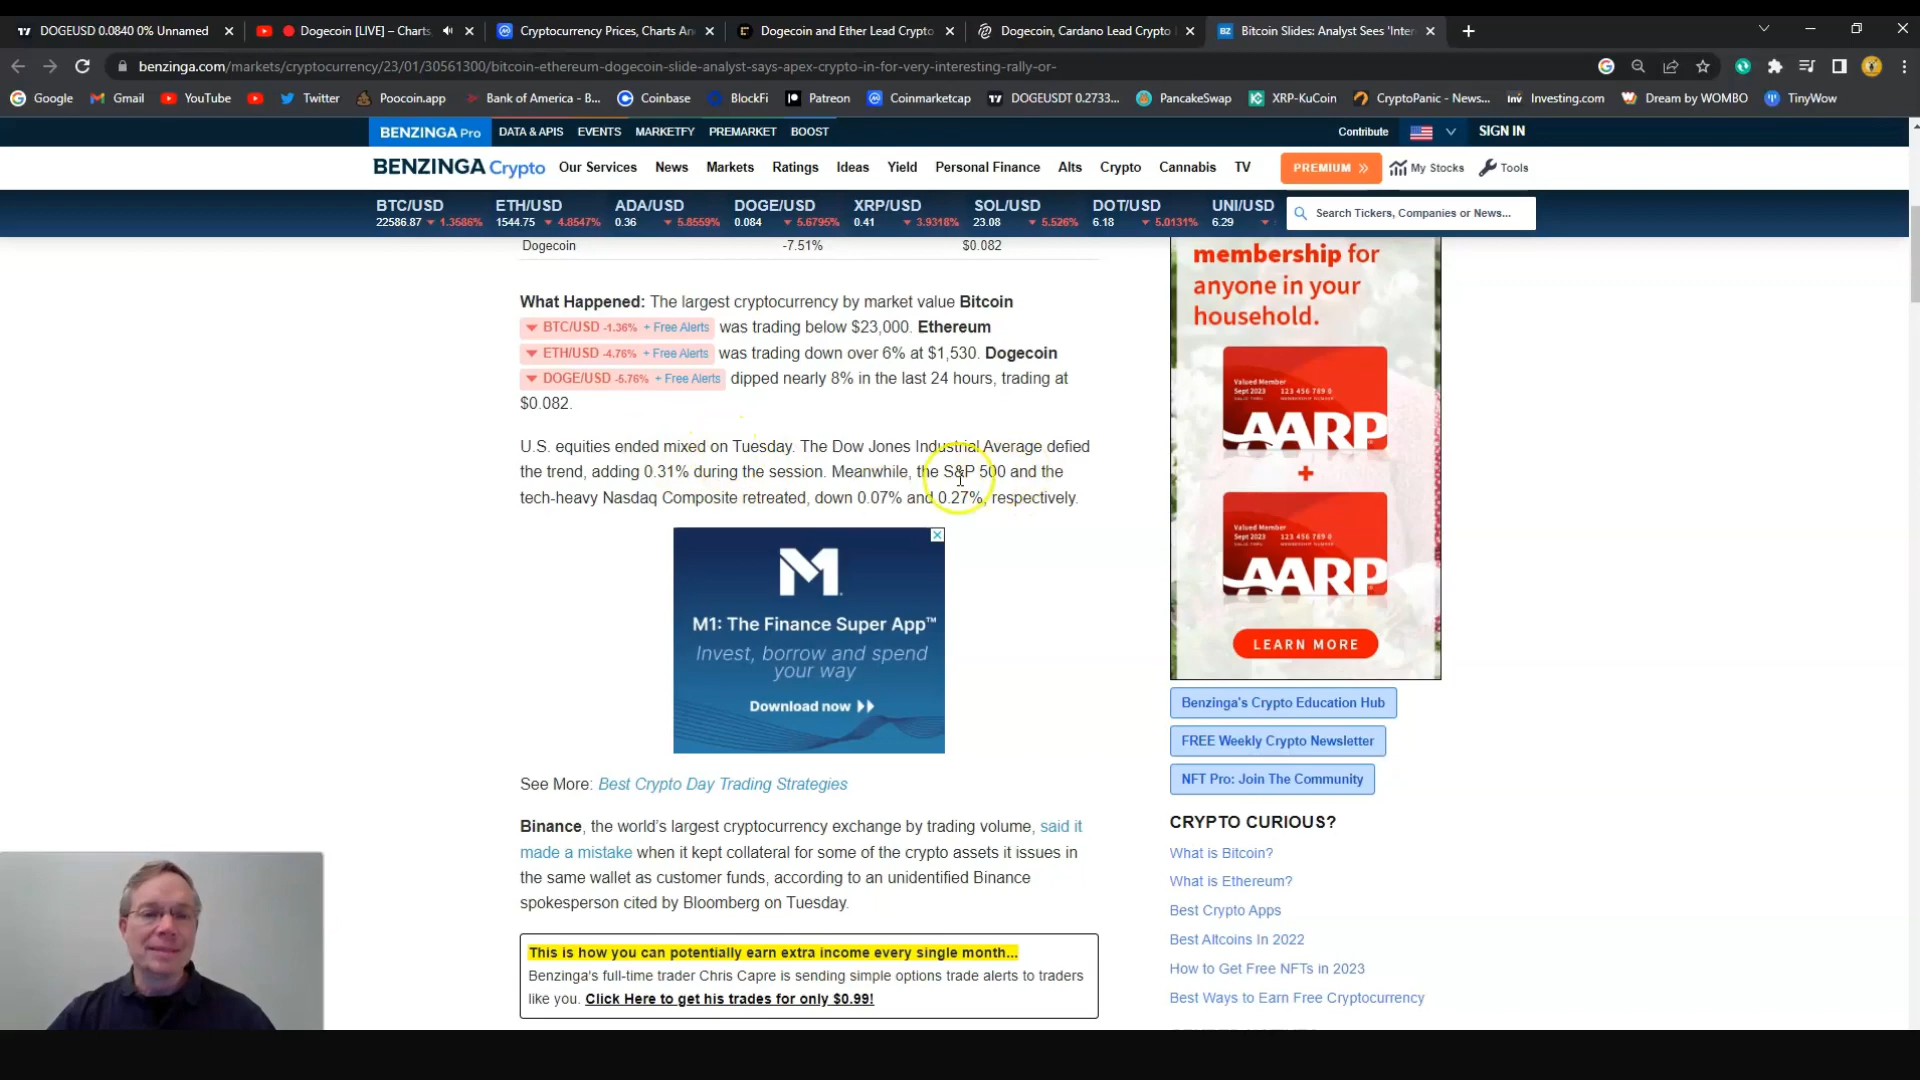 DOGEUSD 0.0840 0% Unnamed
Dogecoin [LIVE] – Charts
Cryptocurrency Prices, Charts An
Dogecoin and Ether Lead Crypto
Dogecoin, Cardano Lead Crypto
BZ Bitcoin Slides: Analyst Sees 'Inter
benzinga.com/markets/cryptocurrency/23/01/30561300/bitcoin-ethereum-dogecoin-slide-analyst-says-apex-crypto-in-for-very-interesting-rally-or-
Google Gmail YouTube Twitter Poocoin.app Bank of America - B... Coinbase BlockFi Patreon Coinmarketcap DOGEUSDT 0.2733... PancakeSwap XRP-KuCoin CryptoPanic - News... Inv Investing.com Dream by WOMBO TinyWow
BENZINGA Pro DATA & APIS EVENTS MARKETFY PREMARKET BOOST Contribute SIGN IN
BENZINGA Crypto Our Services News Markets Ratings Ideas Yield Personal Finance Alts Crypto Cannabis TV PREMIUM My Stocks Tools
BTC/USD ETH/USD ADA/USD DOGE/USD XRP/USD SOL/USD DOT/USD UNI/USD
22586.87 1.3586% 1544.75 4.8547% 0.36 5.8559% 0.084 5.6795% 0.41 3.9318% 23.08 5.526% 6.18 5.0131% 6.29
Search Tickers, Companies or News...
Dogecoin -7.51% $0.082
What Happened: The largest cryptocurrency by market value Bitcoin
BTC/USD -1.36% + Free Alerts was trading below $23,000. Ethereum
ETH/USD -4.76% + Free Alerts was trading down over 6% at $1,530. Dogecoin
DOGE/USD -5.76% + Free Alerts dipped nearly 8% in the last 24 hours, trading at
$0.082.
U.S. equities ended mixed on Tuesday. The Dow Jones Industrial Average defied
the trend, adding 0.31% during the session. Meanwhile, the S&P 500 and the
tech-heavy Nasdaq Composite retreated, down 0.07% and 0.27%, respectively.
M1: The Finance Super App™
Invest, borrow and spend
your way
Download now
See More: Best Crypto Day Trading Strategies
Binance, the world's largest cryptocurrency exchange by trading volume, said it
made a mistake when it kept collateral for some of the crypto assets it issues in
the same wallet as customer funds, according to an unidentified Binance
spokesperson cited by Bloomberg on Tuesday.
This is how you can potentially earn extra income every single month...
Benzinga's full-time trader Chris Capre is sending simple options trade alerts to traders
like you. Click Here to get his trades for only $0.99!
membership for
anyone in your
household.
Valued Member
Sept 2023 123 456 789 0
AARP
+
Valued Member
Sept 2023 123 456 789 0
AARP
LEARN MORE
Benzinga's Crypto Education Hub
FREE Weekly Crypto Newsletter
NFT Pro: Join The Community
CRYPTO CURIOUS?
What is Bitcoin?
What is Ethereum?
Best Crypto Apps
Best Altcoins In 2022
How to Get Free NFTs in 2023
Best Ways to Earn Free Cryptocurrency